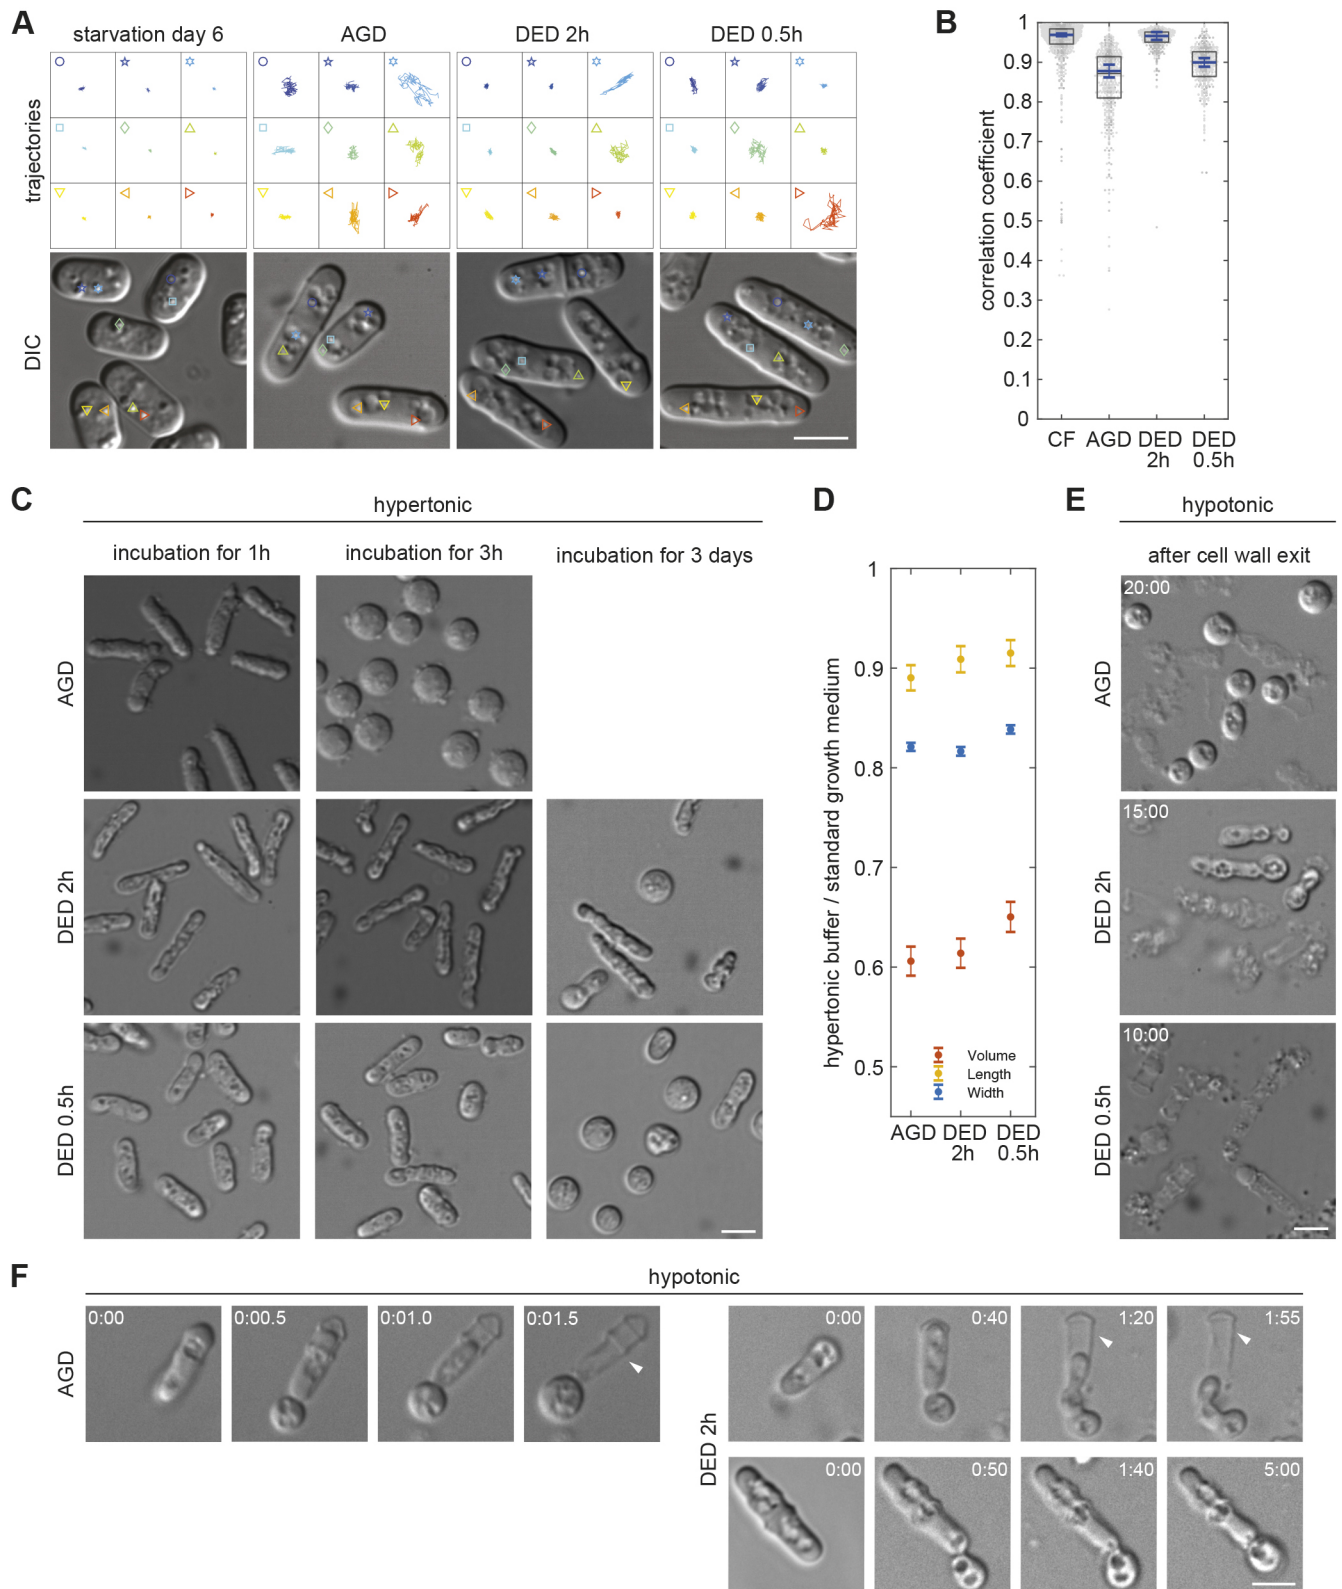 A
starvation day 6
AGD
DED 2h
DED 0.5h
trajectories
DIC
B
correlation coefficient
1
0.9
0.8
0.7
0.6
0.5
0.4
0.3
0.2
0.1
0
CF
AGD
DED 2h
DED 0.5h
C
hypertonic
incubation for 1h
incubation for 3h
incubation for 3 days
AGD
DED 2h
DED 0.5h
D
hypertonic buffer / standard growth medium
1
0.9
0.8
0.7
0.6
0.5
Volume
Length
Width
AGD
DED 2h
DED 0.5h
E
hypotonic
after cell wall exit
AGD
20:00
DED 2h
15:00
DED 0.5h
10:00
F
hypotonic
AGD
0:00
0:00.5
0:01.0
0:01.5
DED 2h
0:00
0:40
1:20
1:55
0:00
0:50
1:40
5:00